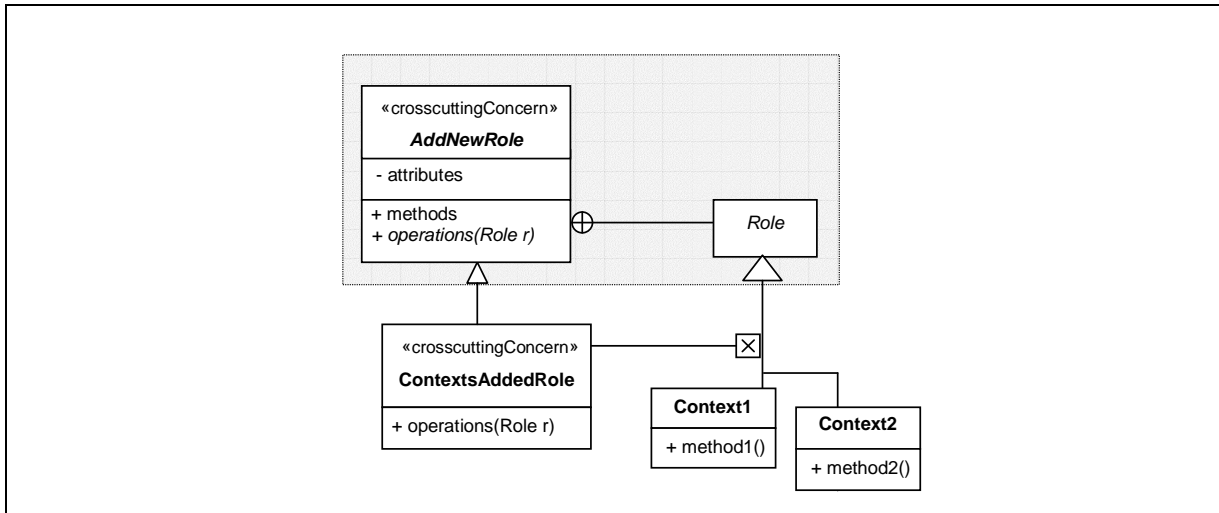 «crosscuttingConcern»
AddNewRole
- attributes
+ methods
+ operations(Role r)
Role
«crosscuttingConcern»
ContextsAddedRole
+ operations(Role r)
Context1
+ method1()
Context2
+ method2()